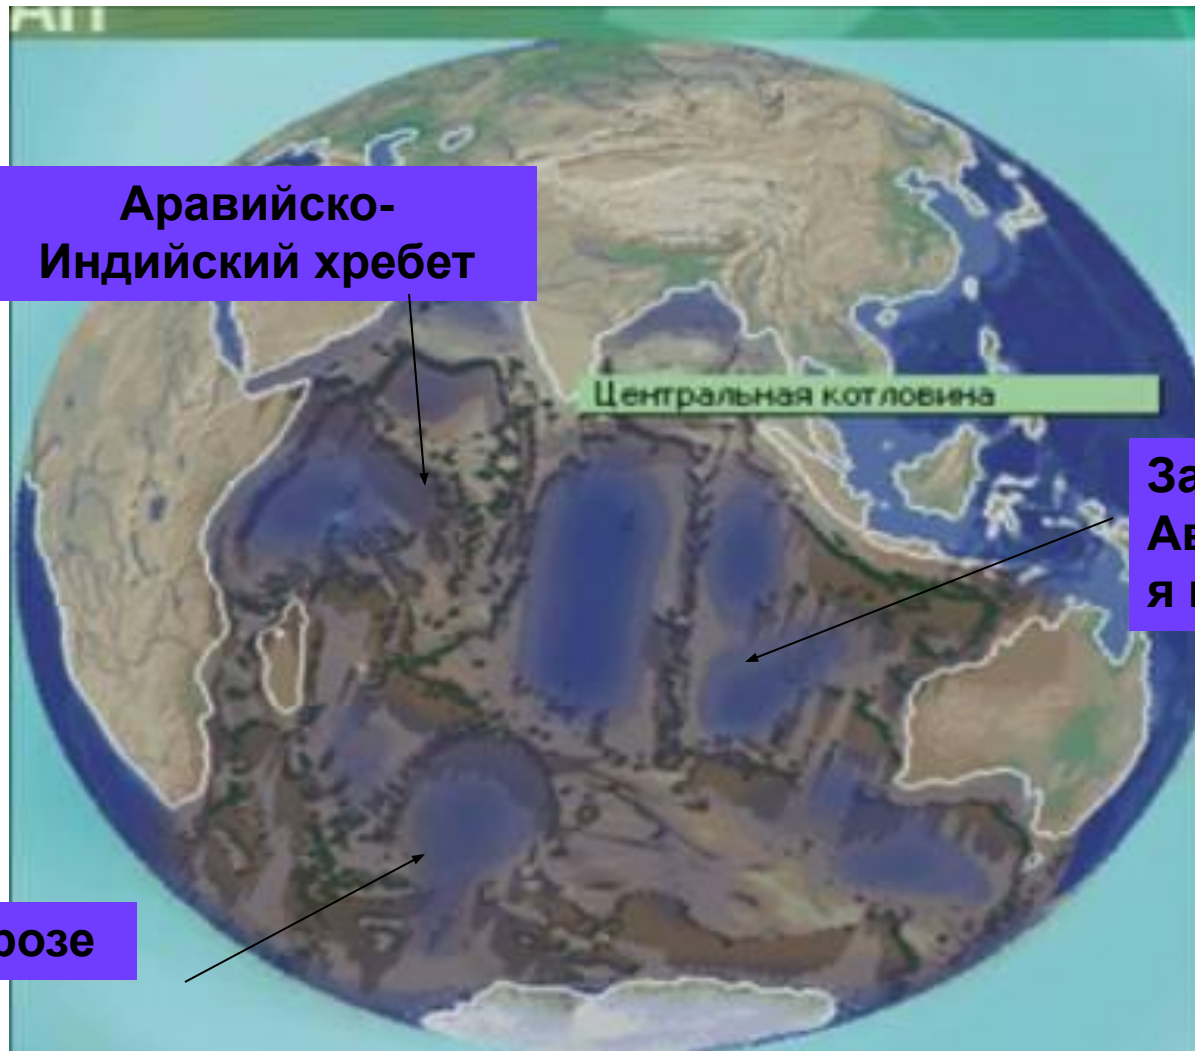 Аравийско-
Индийский хребет
Центральная котловина
За
Ав
я
розе